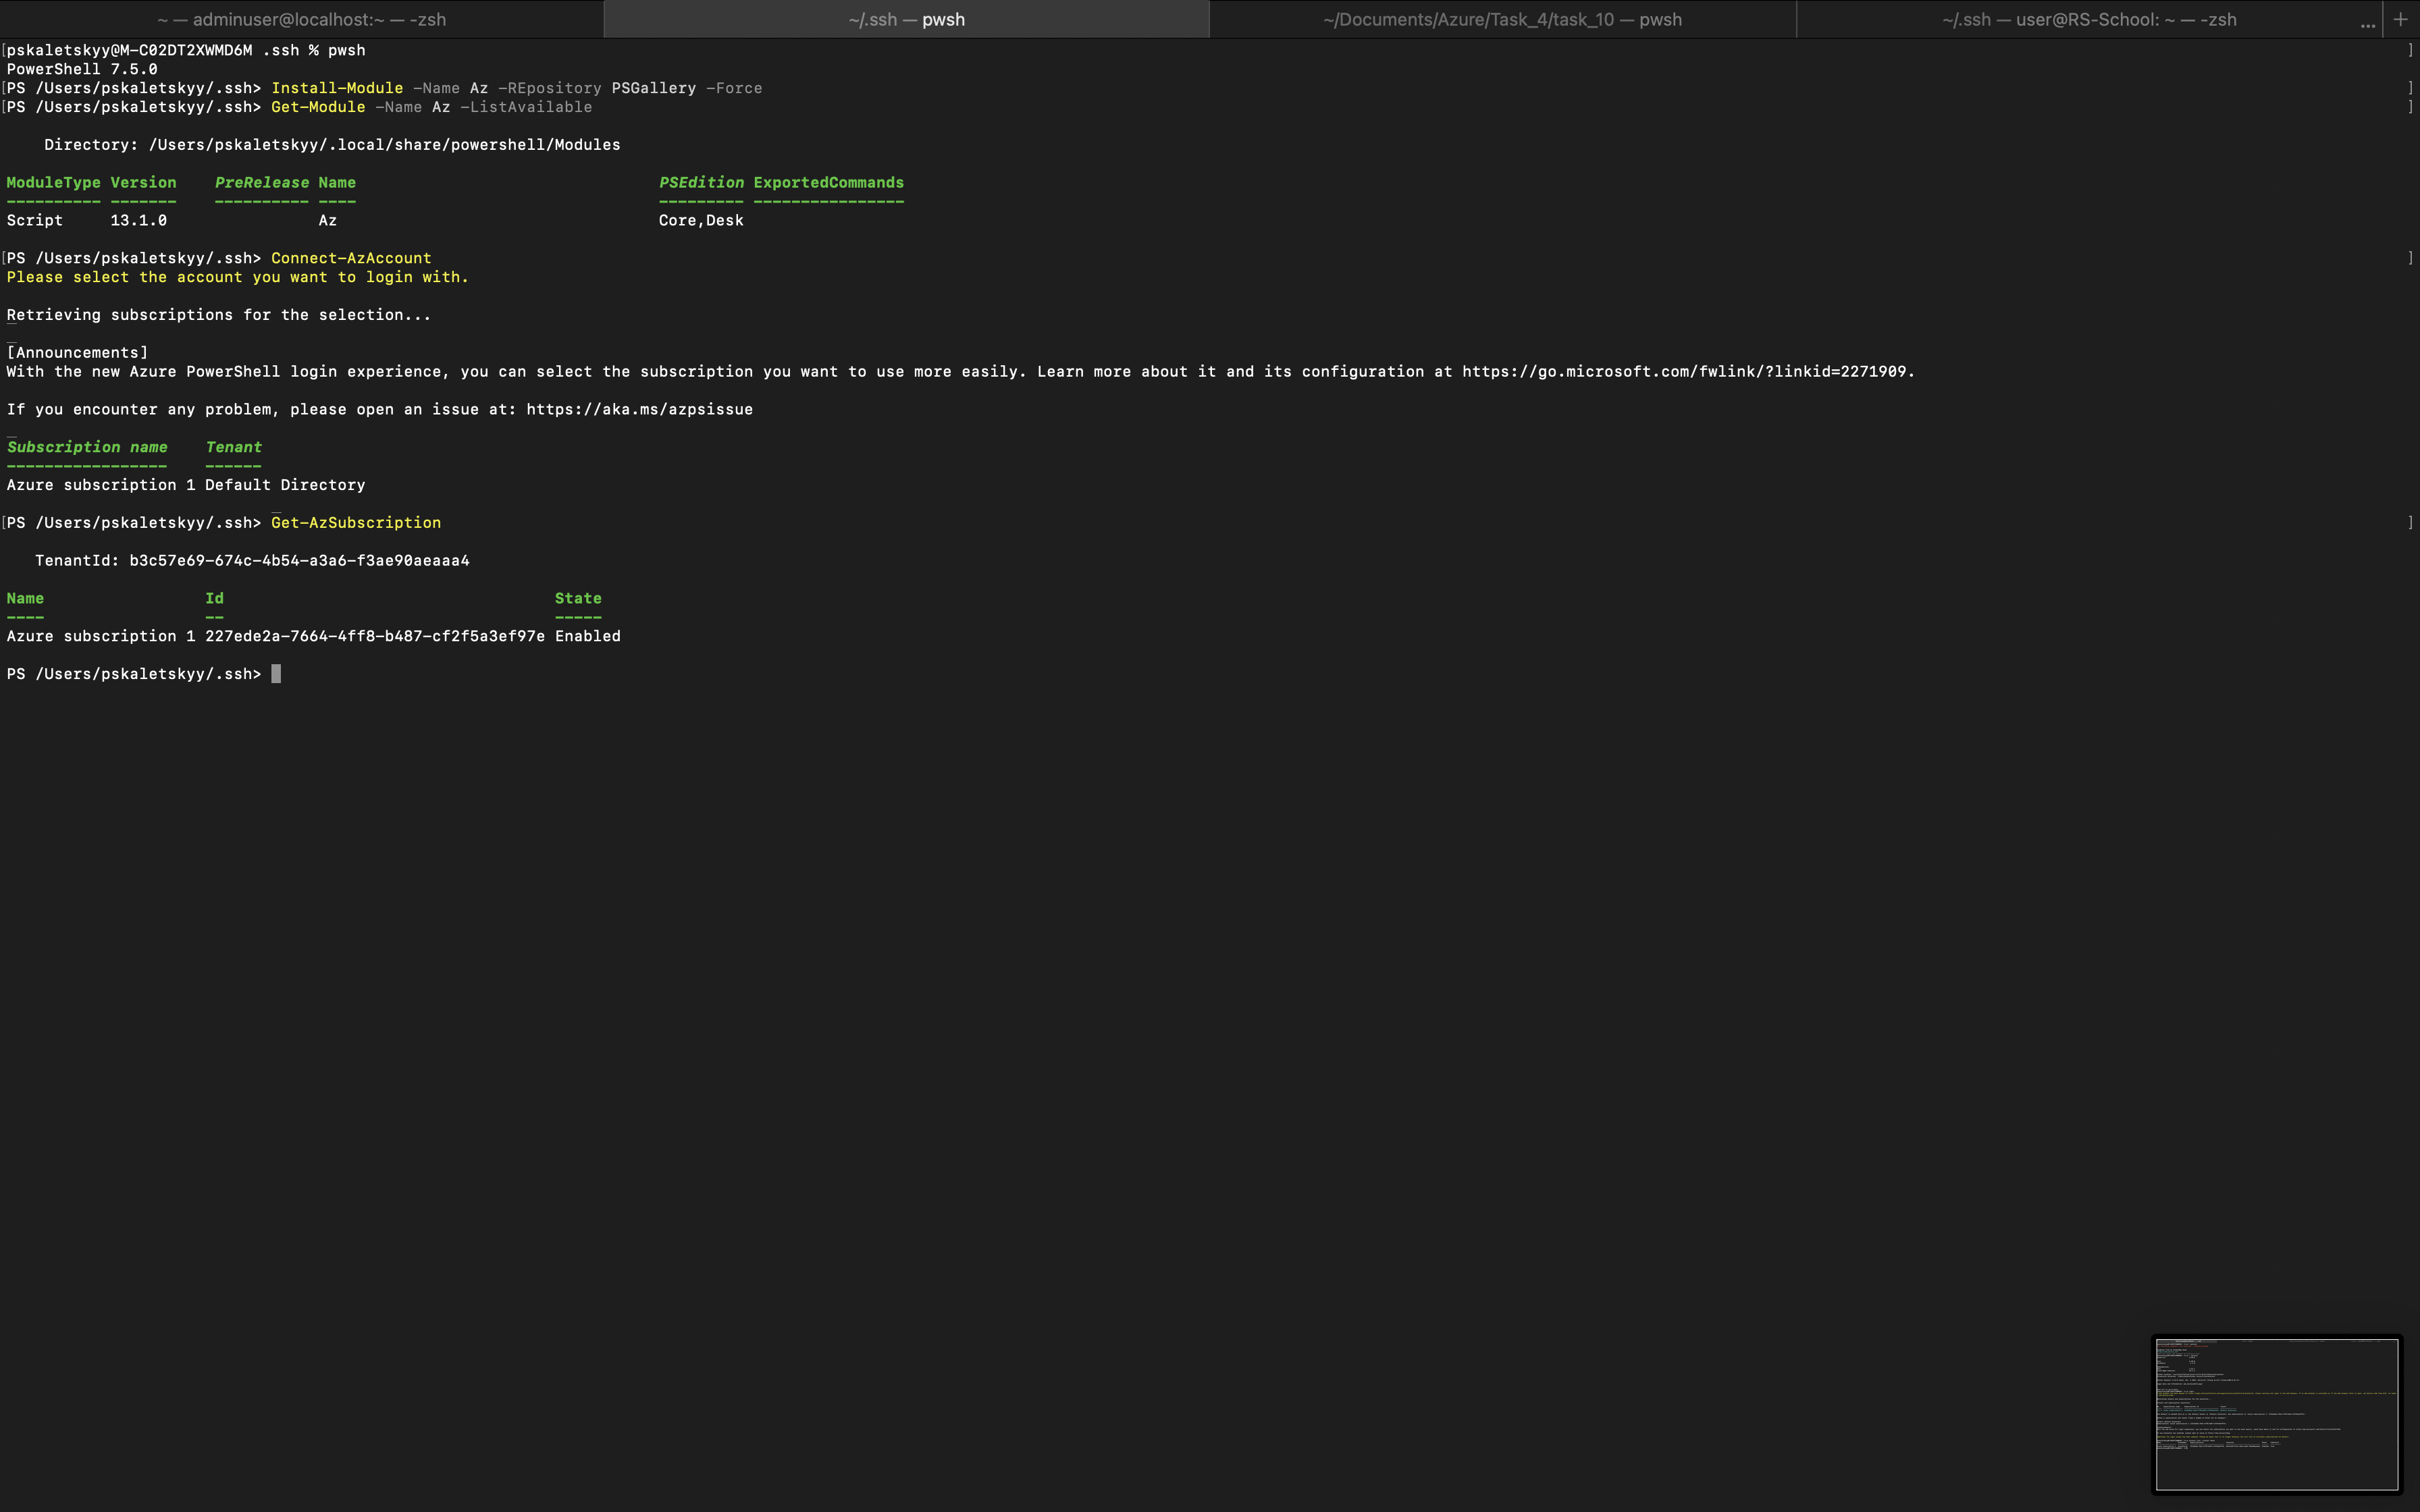 ~ — adminuser@localhost:~ — -zsh
~/.ssh — pwsh
~/Documents/Azure/Task_4/task_10 — pwsh
~/.ssh — user@RS-School: ~ — -zsh
... +
[pskaletskyy@M-C02DT2XWMD6M .ssh % pwsh ]
PowerShell 7.5.0
[PS /Users/pskaletskyy/.ssh> Install-Module -Name Az -REpository PSGallery -Force ]
[PS /Users/pskaletskyy/.ssh> Get-Module -Name Az -ListAvailable ]
Directory: /Users/pskaletskyy/.local/share/powershell/Modules
ModuleType Version PreRelease Name PSEdition ExportedCommands
---------- ------- ---------- ---- --------- ----------------
Script 13.1.0 Az Core,Desk
[PS /Users/pskaletskyy/.ssh> Connect-AzAccount ]
Please select the account you want to login with.
Retrieving subscriptions for the selection...
[Announcements]
With the new Azure PowerShell login experience, you can select the subscription you want to use more easily. Learn more about it and its configuration at https://go.microsoft.com/fwlink/?linkid=2271909.
If you encounter any problem, please open an issue at: https://aka.ms/azpsissue
Subscription name Tenant
----------------- ------
Azure subscription 1 Default Directory
[PS /Users/pskaletskyy/.ssh> Get-AzSubscription ]
TenantId: b3c57e69-674c-4b54-a3a6-f3ae90aeaaa4
Name Id State
---- -- -----
Azure subscription 1 227ede2a-7664-4ff8-b487-cf2f5a3ef97e Enabled
PS /Users/pskaletskyy/.ssh>